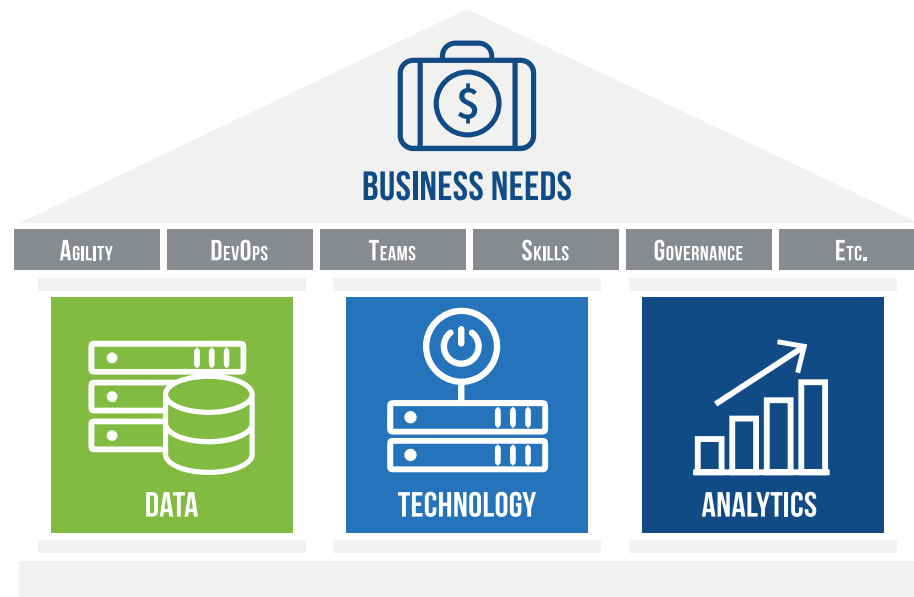 $
BUSINESS NEEDS
AGILITY DEVOPS TEAMS SKILLS GOVERNANCE ETC.
DATA TECHNOLOGY ANALYTICS